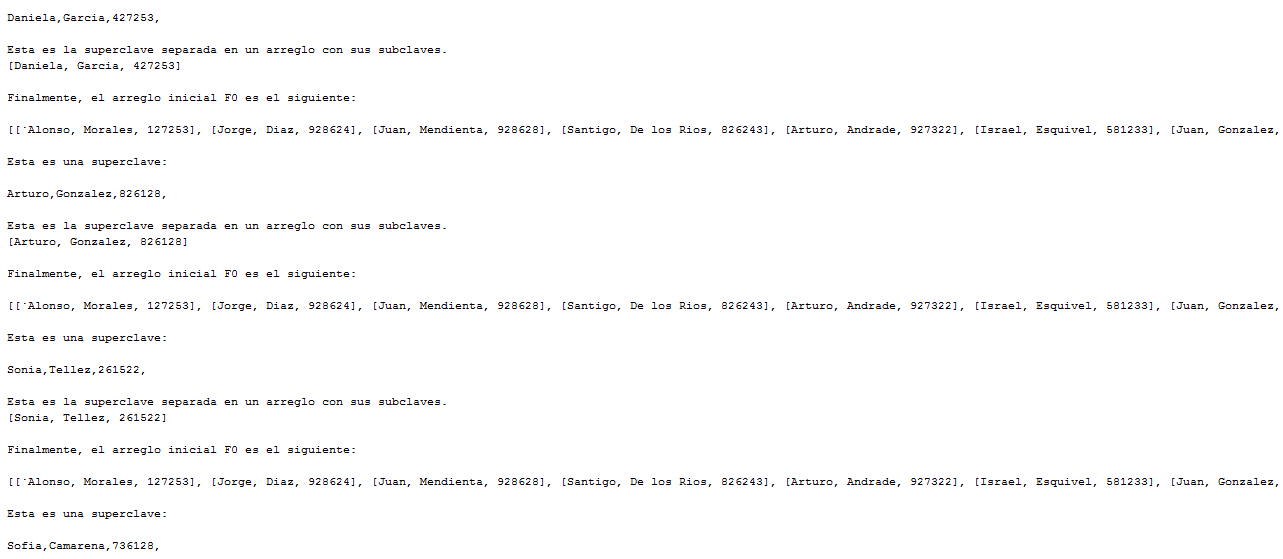 Daniela,Garcia,427253,
Esta es la superclave separada en un arreglo con sus subclaves.
[Daniela, Garcia, 427253]
Finalmente, el arreglo inicial F0 es el siguiente:
[[˙Alonso, Morales, 127253], [Jorge, Diaz, 928624], [Juan, Mendienta, 928628], [Santigo, De los Rios, 826243], [Arturo, Andrade, 927322], [Israel, Esquivel, 581233], [Juan, Gonzalez,
Esta es una superclave:
Arturo,Gonzalez,826128,
Esta es la superclave separada en un arreglo con sus subclaves.
[Arturo, Gonzalez, 826128]
Finalmente, el arreglo inicial F0 es el siguiente:
[[˙Alonso, Morales, 127253], [Jorge, Diaz, 928624], [Juan, Mendienta, 928628], [Santigo, De los Rios, 826243], [Arturo, Andrade, 927322], [Israel, Esquivel, 581233], [Juan, Gonzalez,
Esta es una superclave:
Sonia,Tellez,261522,
Esta es la superclave separada en un arreglo con sus subclaves.
[Sonia, Tellez, 261522]
Finalmente, el arreglo inicial F0 es el siguiente:
[[˙Alonso, Morales, 127253], [Jorge, Diaz, 928624], [Juan, Mendienta, 928628], [Santigo, De los Rios, 826243], [Arturo, Andrade, 927322], [Israel, Esquivel, 581233], [Juan, Gonzalez,
Esta es una superclave:
Sofia,Camarena,736128,